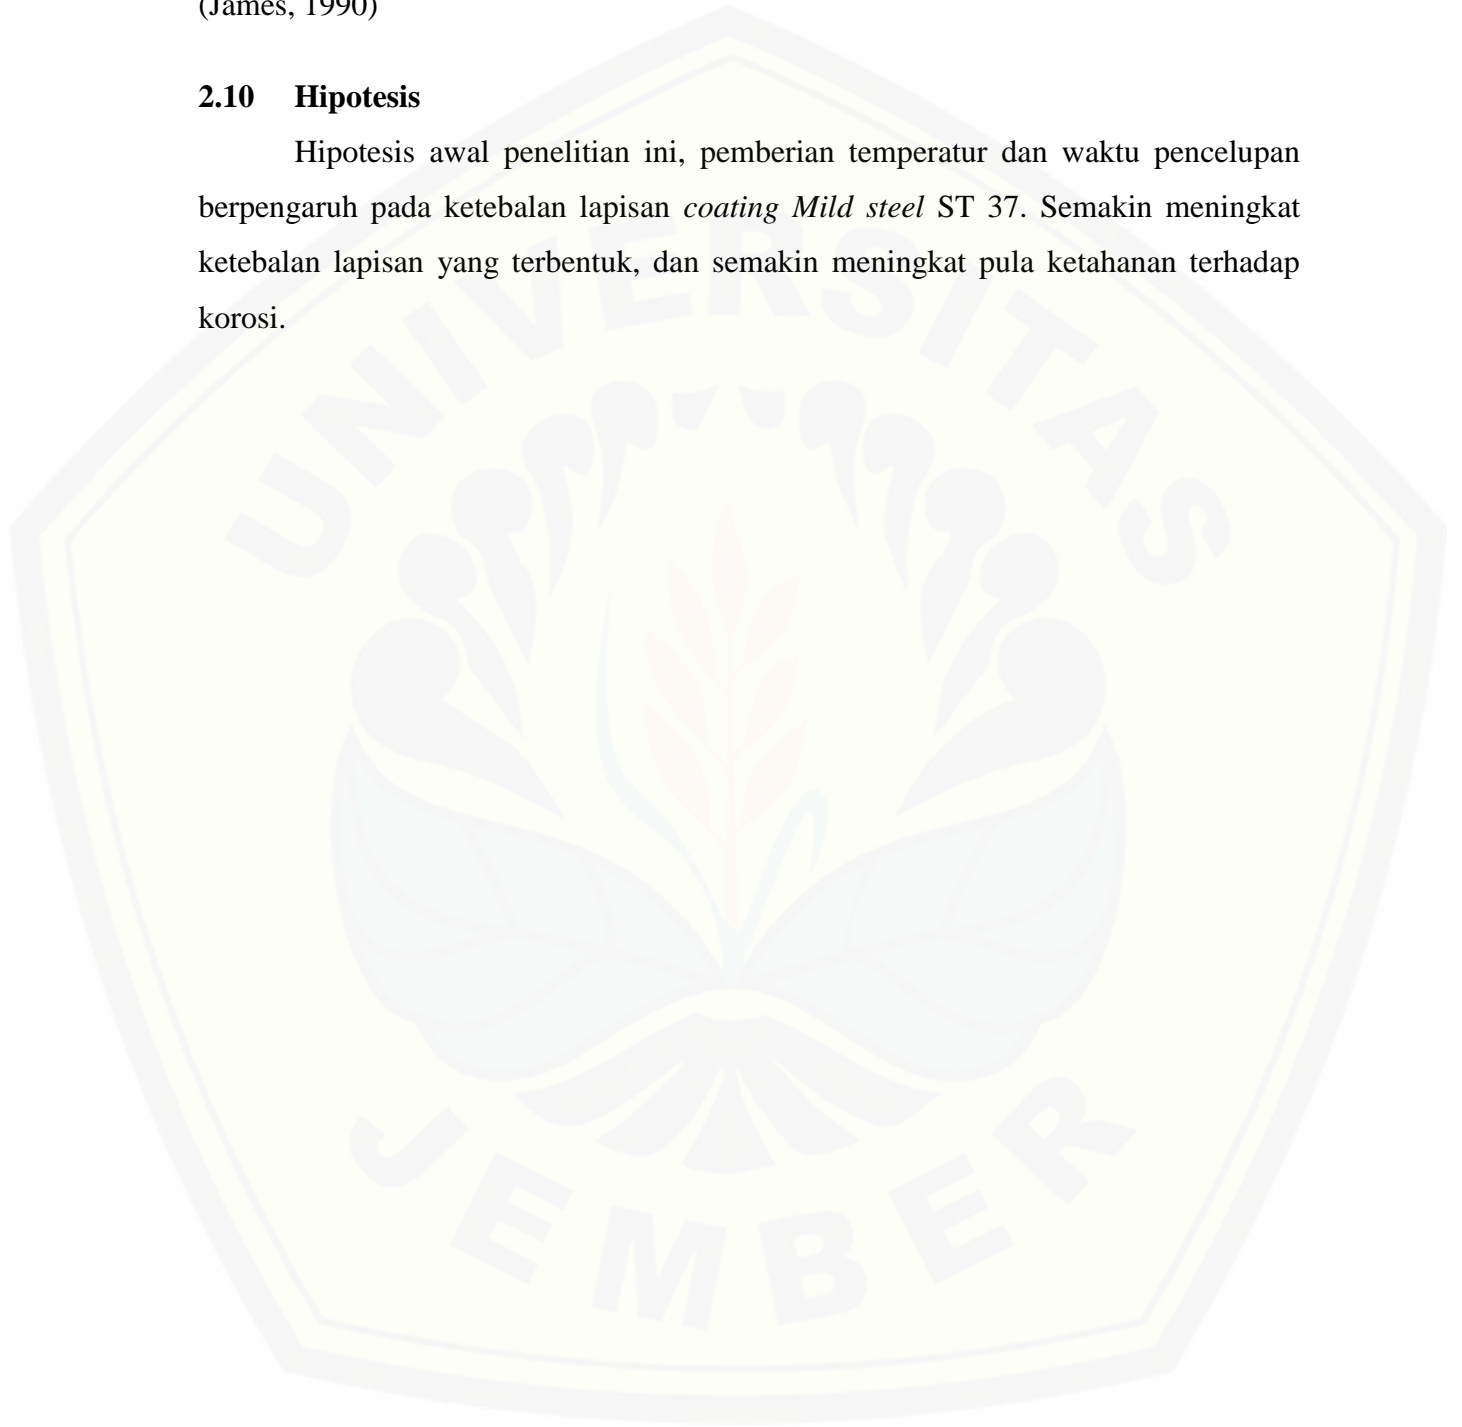 (James, 1990)
2.10 Hipotesis
Hipotesis awal penelitian ini, pemberian temperatur dan waktu pencelupan
berpengaruh pada ketebalan lapisan coating Mild steel ST 37. Semakin meningkat
ketebalan lapisan yang terbentuk, dan semakin meningkat pula ketahanan terhadap
korosi.
UNIVERSITAS
JEMBER